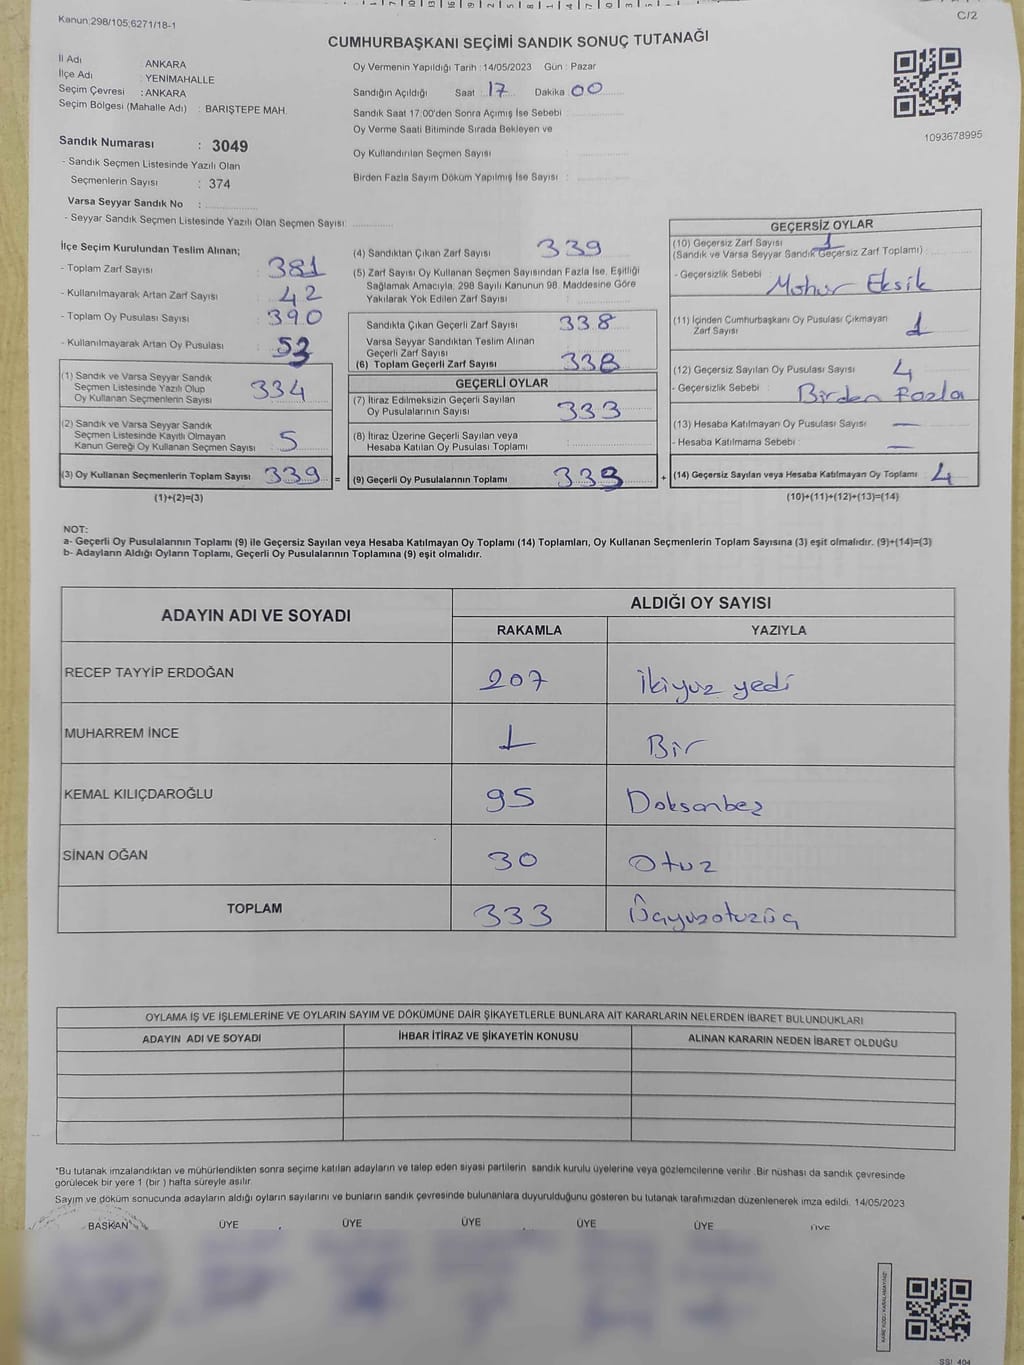 Kanun;298/105;6271/18-1
C/2
CUMHURBAŞKANI SEÇİMİ SANDIK SONUÇ TUTANAĞI
İl Adı ANKARA
İlçe Adı : YENİMAHALLE
Seçim Çevresi : ANKARA
Seçim Bölgesi (Mahalle Adı) : BARIŞTEPE MAH.
Oy Vermenin Yapıldığı Tarih :14/05/2023 Gün : Pazar
Sandığın Açıldığı Saat : 17 Dakika : 00
Sandık Saat 17:00'den Sonra Açımış İse Sebebi :
Oy Verme Saati Bitiminde Sırada Bekleyen ve
Oy Kullandırılan Seçmen Sayısı :
Birden Fazla Sayım Döküm Yapılmış İse Sayısı :
1093678995
Sandık Numarası : 3049
- Sandık Seçmen Listesinde Yazılı Olan
Seçmenlerin Sayısı : 374
Varsa Seyyar Sandık No :
- Seyyar Sandık Seçmen Listesinde Yazılı Olan Seçmen Sayısı:
İlçe Seçim Kurulundan Teslim Alınan;
- Toplam Zarf Sayısı : 381
- Kullanılmayarak Artan Zarf Sayısı : 42
- Toplam Oy Pusulası Sayısı : 390
- Kullanılmayarak Artan Oy Pusulası : 53
(1) Sandık ve Varsa Seyyar Sandık
Seçmen Listesinde Yazılı Olup
Oy Kullanan Seçmenlerin Sayısı 334
(2) Sandık ve Varsa Seyyar Sandık
Seçmen Listesinde Kayıtlı Olmayan
Kanun Gereği Oy Kullanan Seçmen Sayısı 5
(3) Oy Kullanan Seçmenlerin Toplam Sayısı 339 =
(1)+(2)=(3)
(4) Sandıktan Çıkan Zarf Sayısı : 339
(5) Zarf Sayısı Oy Kullanan Seçmen Sayısından Fazla İse, Eşitliği
Sağlamak Amacıyla; 298 Sayılı Kanunun 98. Maddesine Göre
Yakılarak Yok Edilen Zarf Sayısı :
Sandıkta Çıkan Geçerli Zarf Sayısı : 338
Varsa Seyyar Sandıktan Teslim Alınan
Geçerli Zarf Sayısı
(6) Toplam Geçerli Zarf Sayısı : 338
GEÇERLİ OYLAR
(7) İtiraz Edilmeksizin Geçerli Sayılan
Oy Pusulalarının Sayısı : 333
(8) İtiraz Üzerine Geçerli Sayılan veya
Hesaba Katılan Oy Pusulaları Toplamı :
(9) Geçerli Oy Pusulalarının Toplamı : 333 +
GEÇERSİZ OYLAR
(10) Geçersiz Zarf Sayısı : 1
(Sandık ve Varsa Seyyar Sandık Geçersiz Zarf Toplamı) :
- Geçersizlik Sebebi : Mühür Eksik
(11) İçinden Cumhurbaşkanı Oy Pusulası Çıkmayan
Zarf Sayısı 1
(12) Geçersiz Sayılan Oy Pusulası Sayısı : 4
- Geçersizlik Sebebi : Birden Fazla
(13) Hesaba Katılmayan Oy Pusulası Sayısı : —
- Hesaba Katılmama Sebebi : —
(14) Geçersiz Sayılan veya Hesaba Katılmayan Oy Toplamı 4
(10)+(11)+(12)+(13)=(14)
NOT:
a- Geçerli Oy Pusulalarının Toplamı (9) ile Geçersiz Sayılan veya Hesaba Katılmayan Oy Toplamı (14) Toplamları, Oy Kullanan Seçmenlerin Toplam Sayısına (3) eşit olmalıdır. (9)+(14)=(3)
b- Adayların Aldığı Oyların Toplamı, Geçerli Oy Pusulalarının Toplamına (9) eşit olmalıdır.
ADAYIN ADI VE SOYADI
ALDIĞI OY SAYISI
RAKAMLA YAZIYLA
RECEP TAYYİP ERDOĞAN 207 İkiyuz yedi
MUHARREM İNCE 1 Bir
KEMAL KILIÇDAROĞLU 95 Doksanbeş
SİNAN OĞAN 30 Otuz
TOPLAM 333 Üçyuzotuzüç
OYLAMA İŞ VE İŞLEMLERİNE VE OYLARIN SAYIM VE DÖKÜMÜNE DAİR ŞİKAYETLERLE BUNLARA AİT KARARLARIN NELERDEN İBARET BULUNDUKLARI
ADAYIN ADI VE SOYADI İHBAR İTİRAZ VE ŞİKAYETİN KONUSU ALINAN KARARIN NEDEN İBARET OLDUĞU
*Bu tutanak imzalandıktan ve mühürlendikten sonra seçime katılan adayların ve talep eden siyasi partilerin sandık kurulu üyelerine veya gözlemcilerine verilir .Bir nüshası da sandık çevresinde
görülecek bir yere 1 (bir ) hafta süreyle asılır.
Sayım ve döküm sonucunda adayların aldığı oyların sayılarını ve bunların sandık çevresinde bulunanlara duyurulduğunu gösteren bu tutanak tarafımızdan düzenlenerek imza edildi. 14/05/2023
BAŞKAN ÜYE ÜYE ÜYE ÜYE ÜYE ÜYE